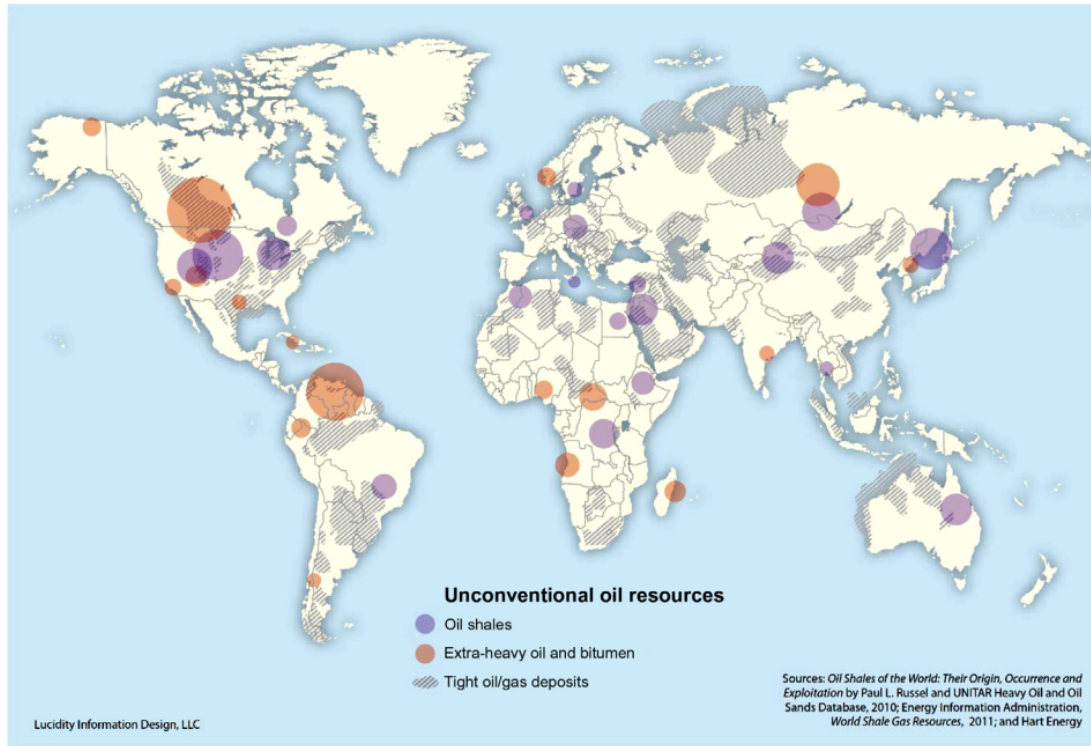 Unconventional oil resources
Oil shales
Extra-heavy oil and bitumen
Tight oil/gas deposits
Sources: Oil Shales of the World: Their Origin, Occurrence and
Exploitation by Paul L. Russel and UNITAR Heavy Oil and Oil
Sands Database, 2010; Energy Information Administration,
World Shale Gas Resources, 2011; and Hart Energy
Lucidity Information Design, LLC